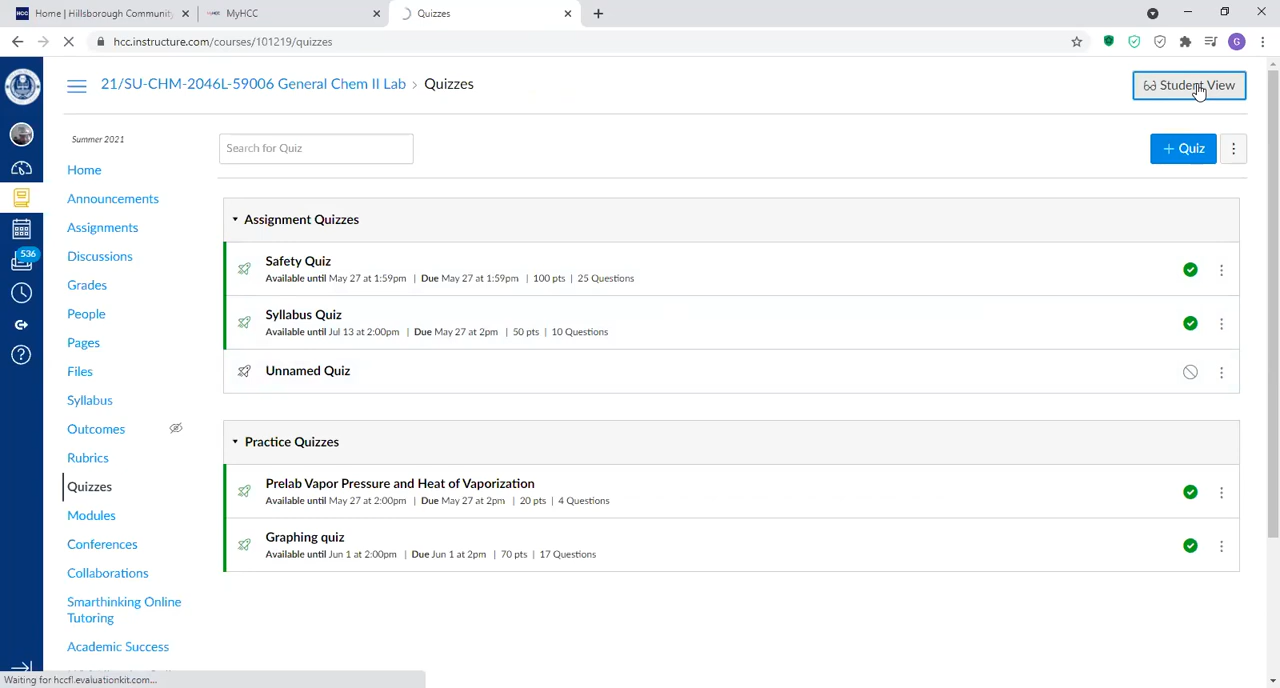 HCC Home | Hillsborough Community
MyHCC
Quizzes
hcc.instructure.com/courses/101219/quizzes
G
21/SU-CHM-2046L-59006 General Chem II Lab › Quizzes
Student View
Summer 2021
Search for Quiz
+ Quiz
Home
Announcements
Assignments
Discussions
Grades
People
Pages
Files
Syllabus
Outcomes
Rubrics
Quizzes
Modules
Conferences
Collaborations
Smarthinking Online
Tutoring
Academic Success
536
Assignment Quizzes
Safety Quiz
Available until May 27 at 1:59pm | Due May 27 at 1:59pm | 100 pts | 25 Questions
Syllabus Quiz
Available until Jul 13 at 2:00pm | Due May 27 at 2pm | 50 pts | 10 Questions
Unnamed Quiz
Practice Quizzes
Prelab Vapor Pressure and Heat of Vaporization
Available until May 27 at 2:00pm | Due May 27 at 2pm | 20 pts | 4 Questions
Graphing quiz
Available until Jun 1 at 2:00pm | Due Jun 1 at 2pm | 70 pts | 17 Questions
Waiting for hccfl.evaluationkit.com...